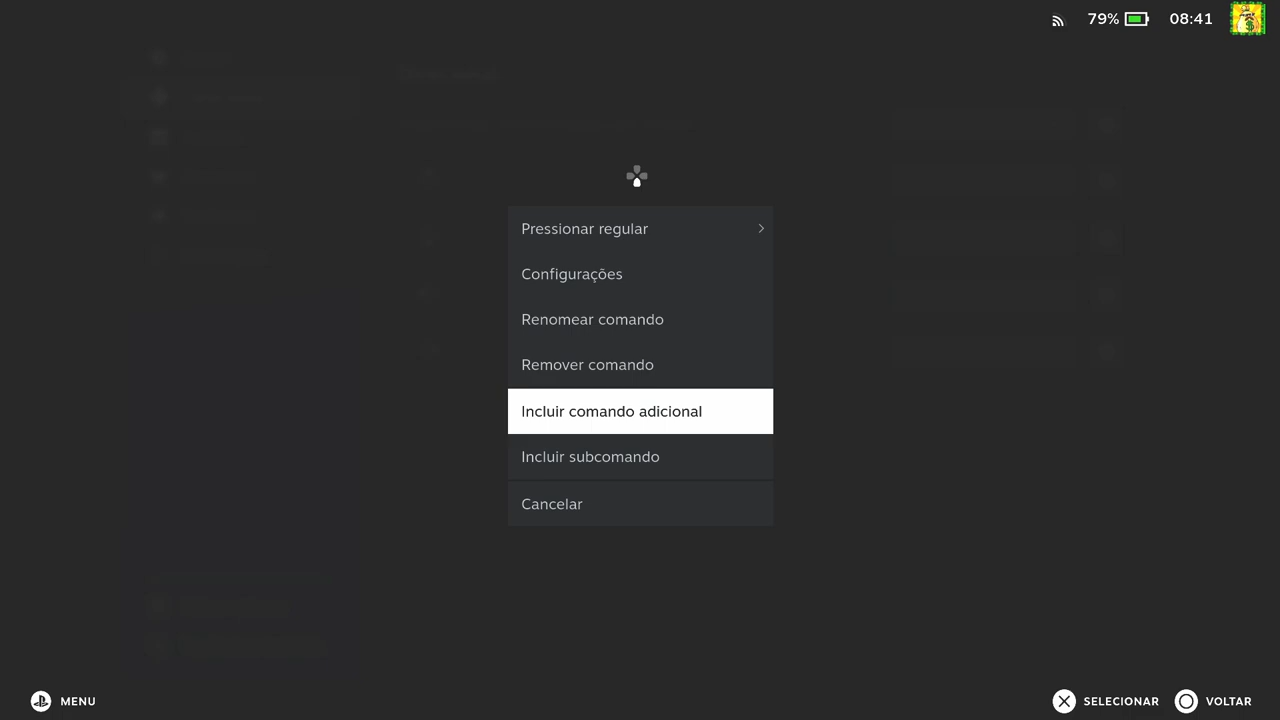 79%
08:41
Pressionar regular
Configurações
Renomear comando
Remover comando
Incluir comando adicional
Incluir subcomando
Cancelar
MENU
SELECIONAR
VOLTAR